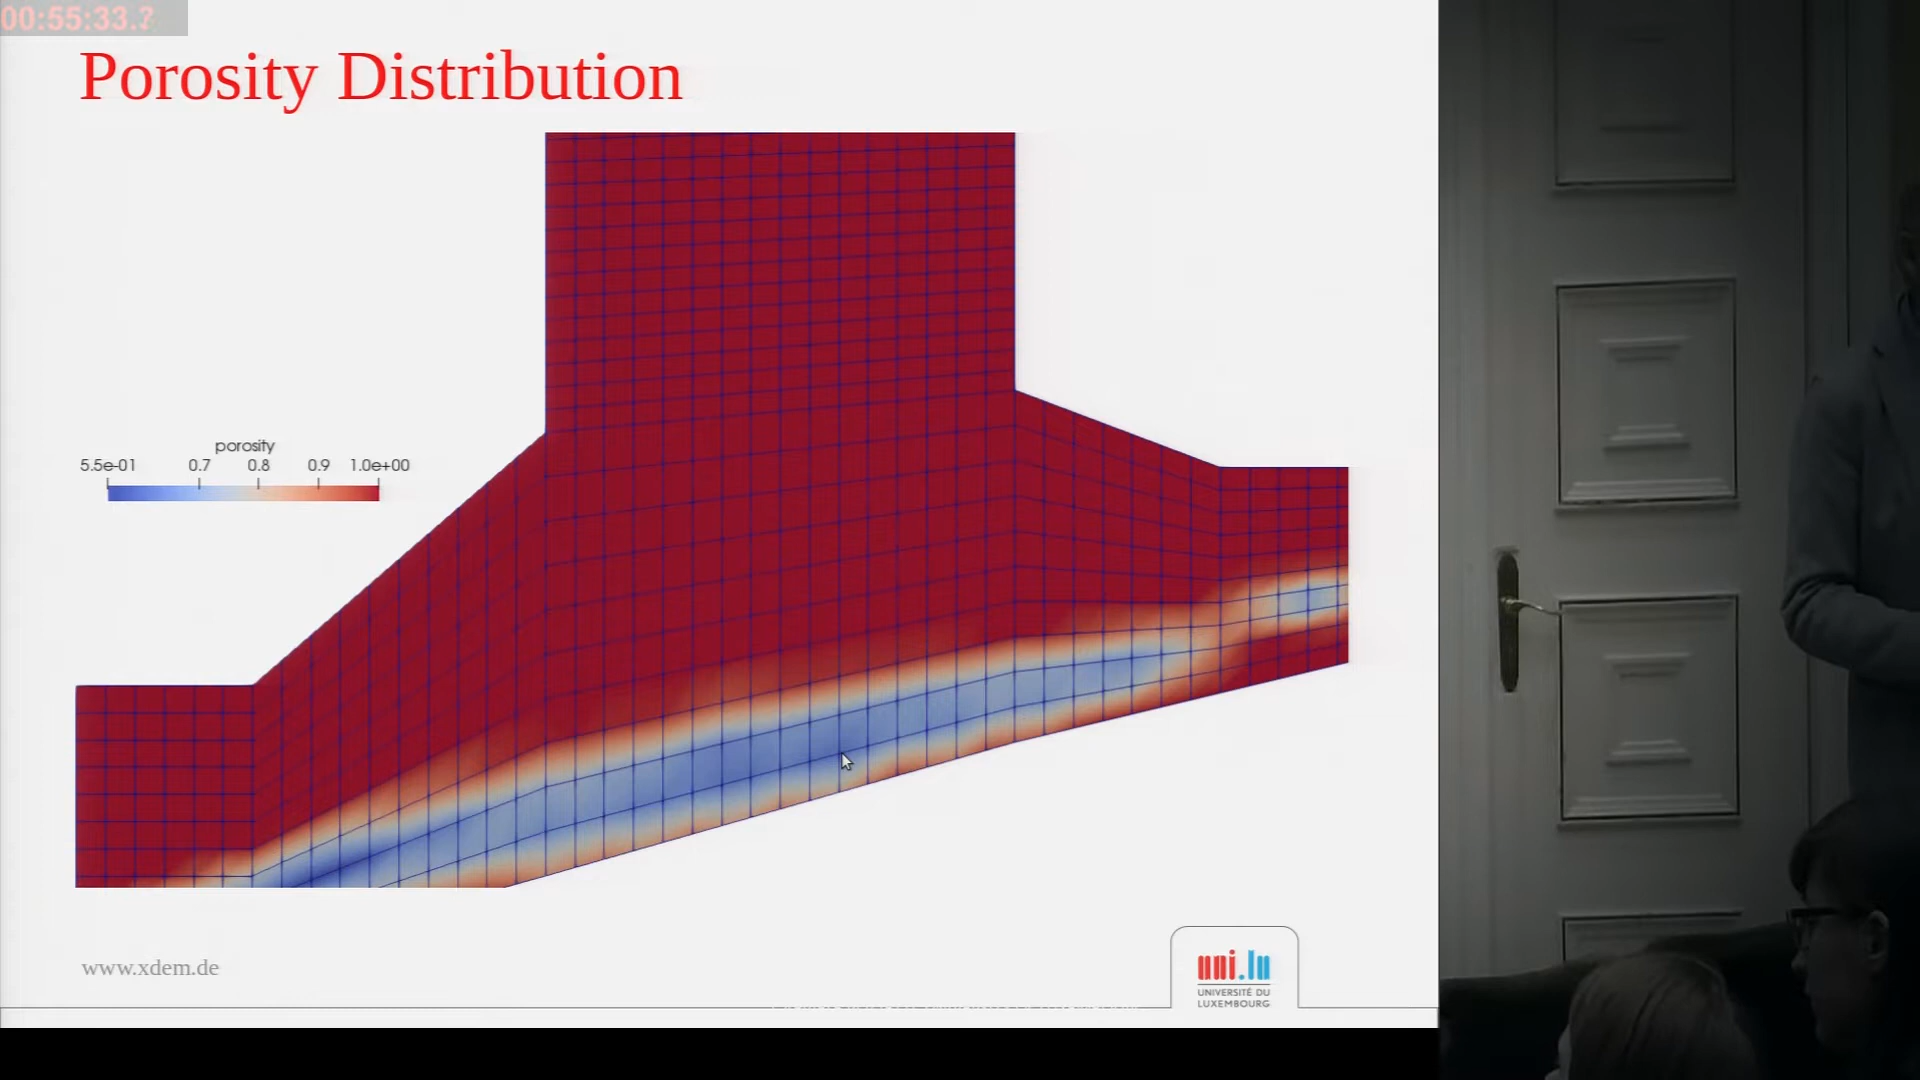 00:55:33.?
Porosity Distribution
porosity
5.5e-01 0.7 0.8 0.9 1.0e+00
www.xdem.de
uni.lu
UNIVERSITÉ DU
LUXEMBOURG